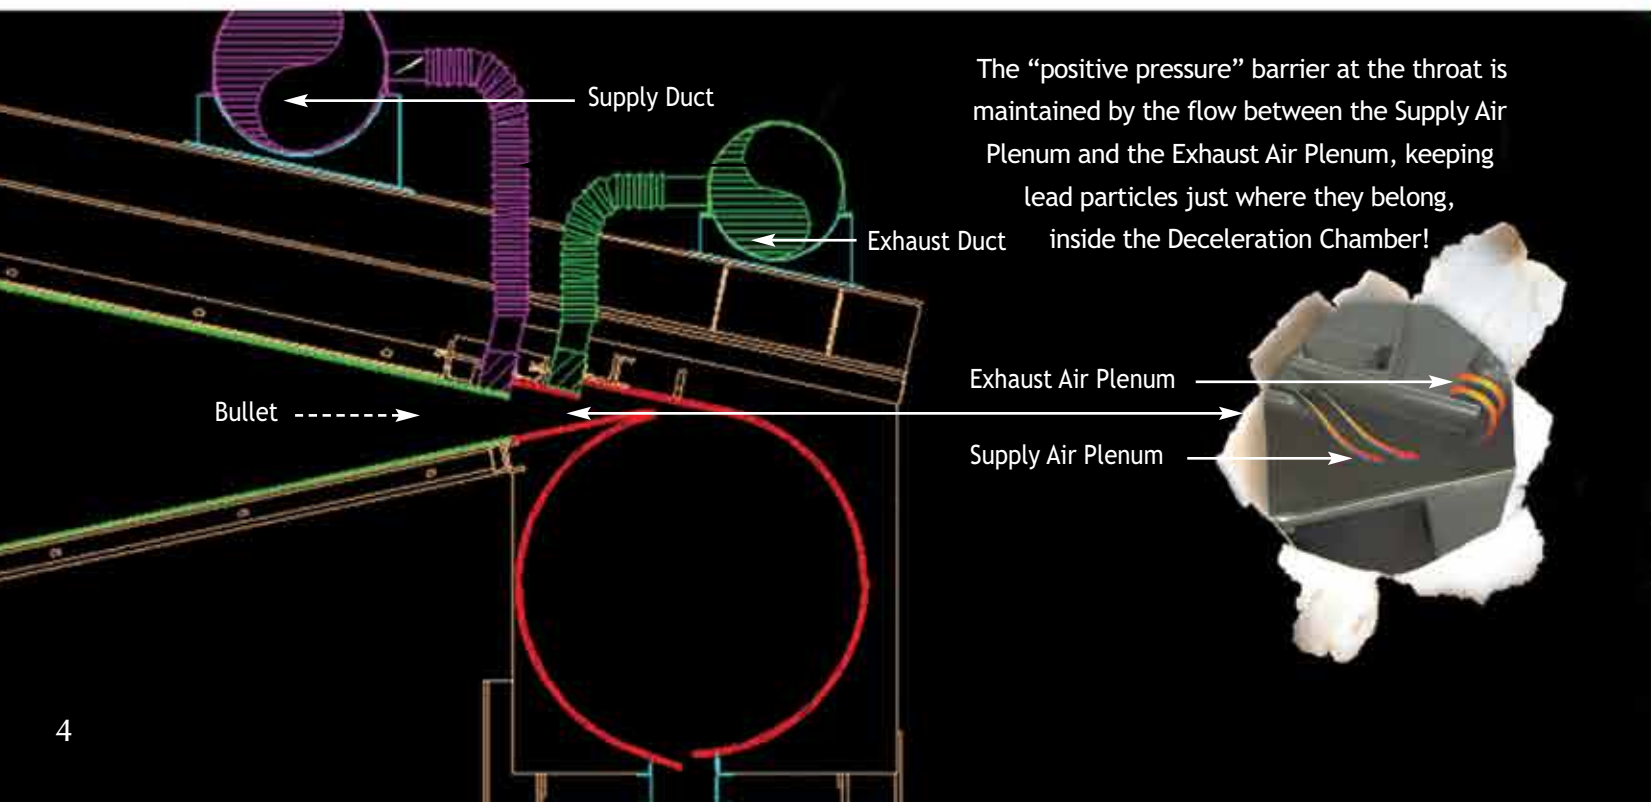 Supply Duct
The “positive pressure” barrier at the throat is
maintained by the flow between the Supply Air
Plenum and the Exhaust Air Plenum, keeping
lead particles just where they belong,
inside the Deceleration Chamber!
Exhaust Duct
Exhaust Air Plenum
Bullet
Supply Air Plenum
4